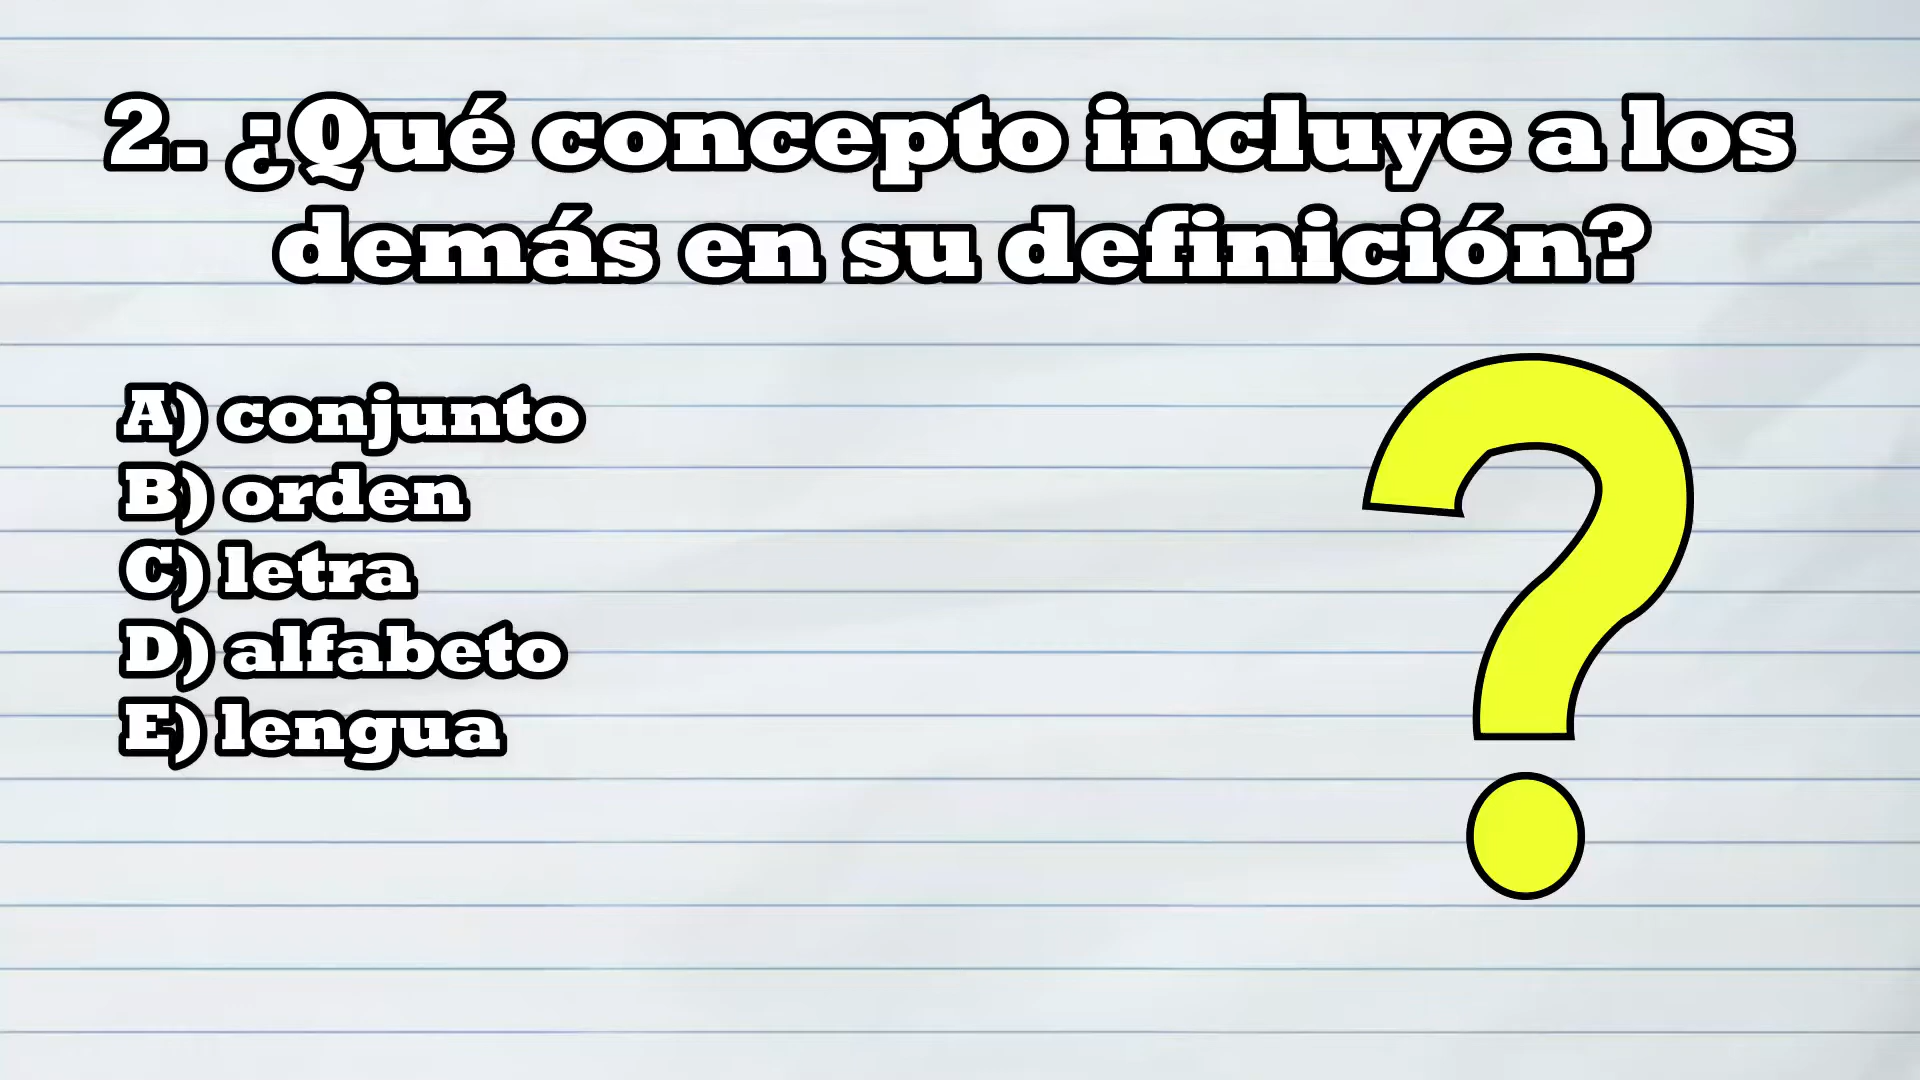 2. ¿Qué concepto incluye a los
demás en su definición?
A) conjunto
B) orden
C) letra
D) alfabeto
E) lengua
?